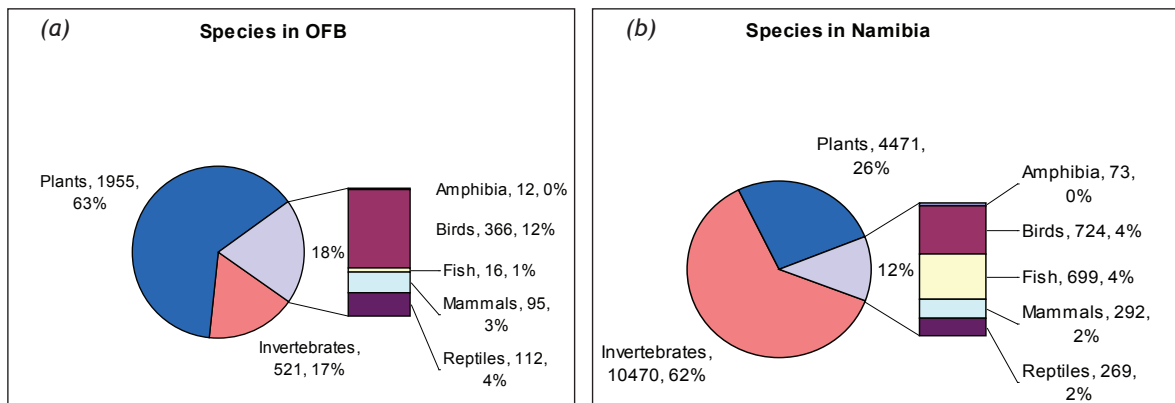 (a)
Species in OFB
Plants, 1955,
63%
18%
Amphibia, 12, 0%
Birds, 366, 12%
Fish, 16, 1%
Mammals, 95,
3%
Reptiles, 112,
4%
Invertebrates,
521, 17%
(b)
Species in Namibia
Plants, 4471,
26%
12%
Amphibia, 73,
0%
Birds, 724, 4%
Fish, 699, 4%
Mammals, 292,
2%
Reptiles, 269,
2%
Invertebrates,
10470, 62%